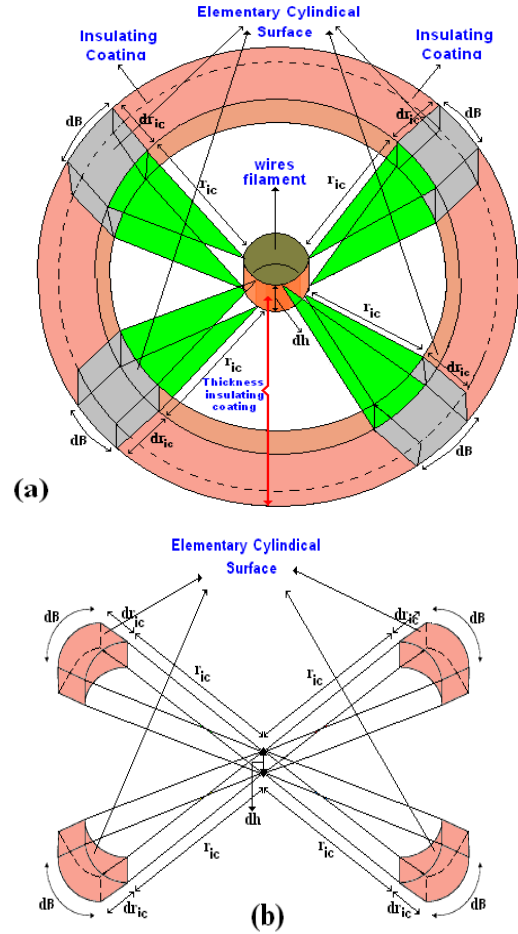 Elementary Cylindical
Surface
Insulating
Coating
Insulating
Coating
dB
dr_ic
dr_ic
dB
r_ic
wires
filament
r_ic
r_ic
dh
r_ic
dr_ic
Thickness
insulating
coating
dB
dr_ic
dB
(a)
Elementary Cylindical
Surface
dB
dr_ic
dr_ic
dB
r_ic
r_ic
dh
r_ic
r_ic
dB
dr_ic
dr_ic
dB
(b)